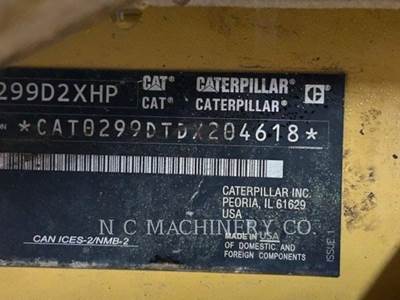 299D2XHP CAT® CATERPILLAR®
CAT® CATERPILLAR®
*CAT0299DTDX204618*
CATERPILLAR INC.
PEORIA, IL 61629
USA
N C MACHINERY CO.
MADE IN USA
OF DOMESTIC AND
FOREIGN COMPONENTS
CAN ICES-2/NMB-2
ISSUE 1